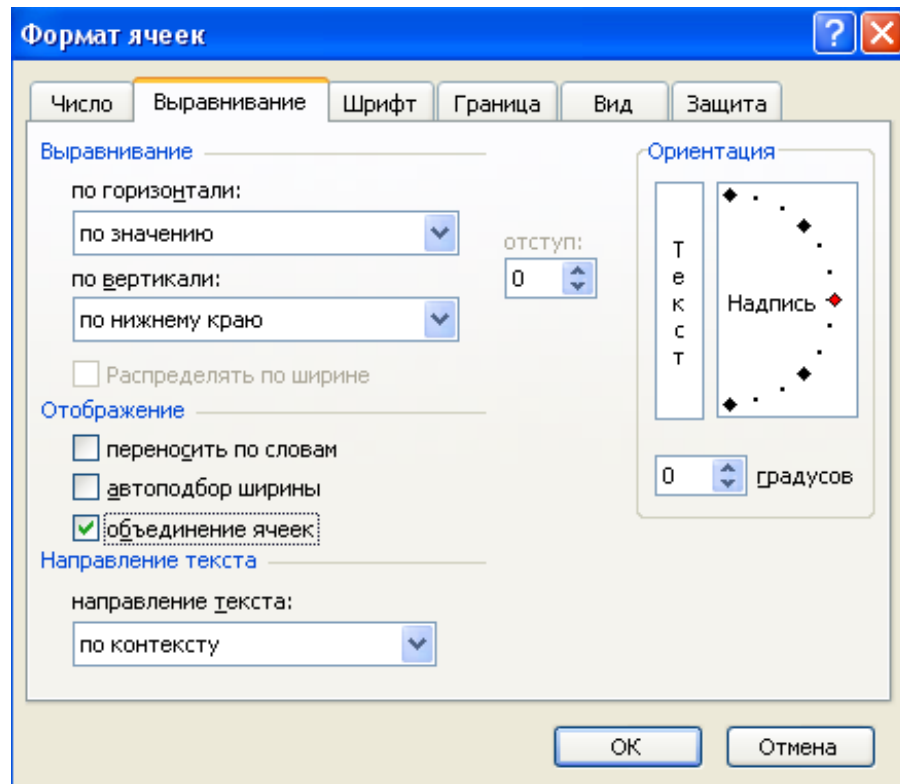 Формат ячеек
Число Выравнивание Шрифт Граница Вид Защита
Выравнивание
по горизонтали:
по значению
отступ:
0
по вертикали:
по нижнему краю
Распределять по ширине
Отображение
переносить по словам
автоподбор ширины
объединение ячеек
Направление текста
направление текста:
по контексту
Ориентация
Текст
Надпись
0 градусов
ОК Отмена